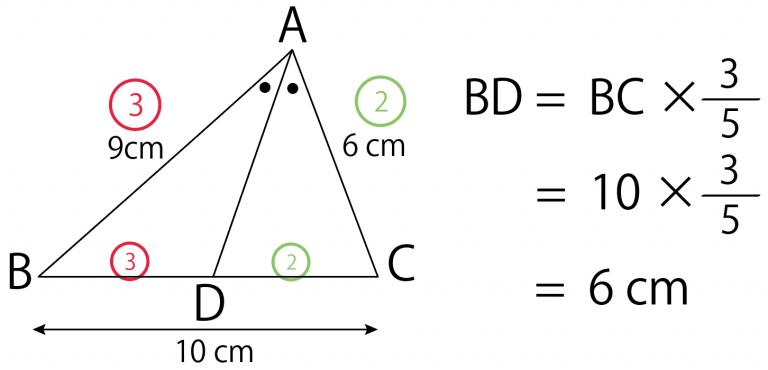 A
3
2
9cm
6 cm
B
3
2
C
D
10 cm
BD = BC × 3/5
= 10 × 3/5
= 6 cm